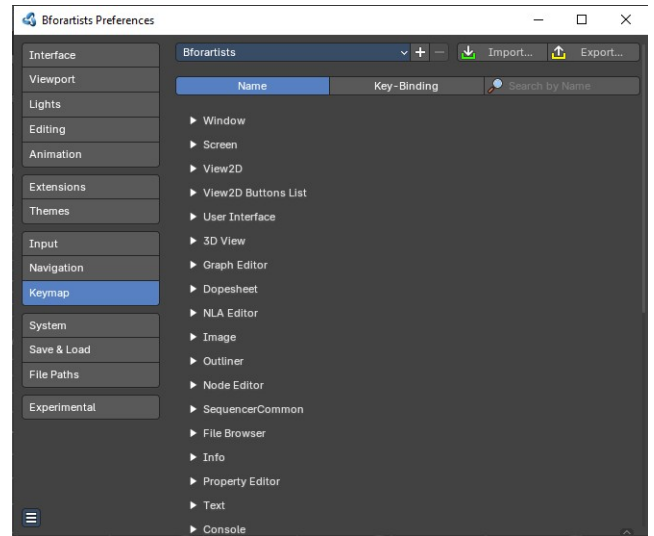 Bforartists Preferences
Interface
Viewport
Lights
Editing
Animation
Extensions
Themes
Input
Navigation
Keymap
System
Save & Load
File Paths
Experimental
Bforartists
Import...
Export...
Name
Key-Binding
Search by Name
Window
Screen
View2D
View2D Buttons List
User Interface
3D View
Graph Editor
Dopesheet
NLA Editor
Image
Outliner
Node Editor
SequencerCommon
File Browser
Info
Property Editor
Text
Console